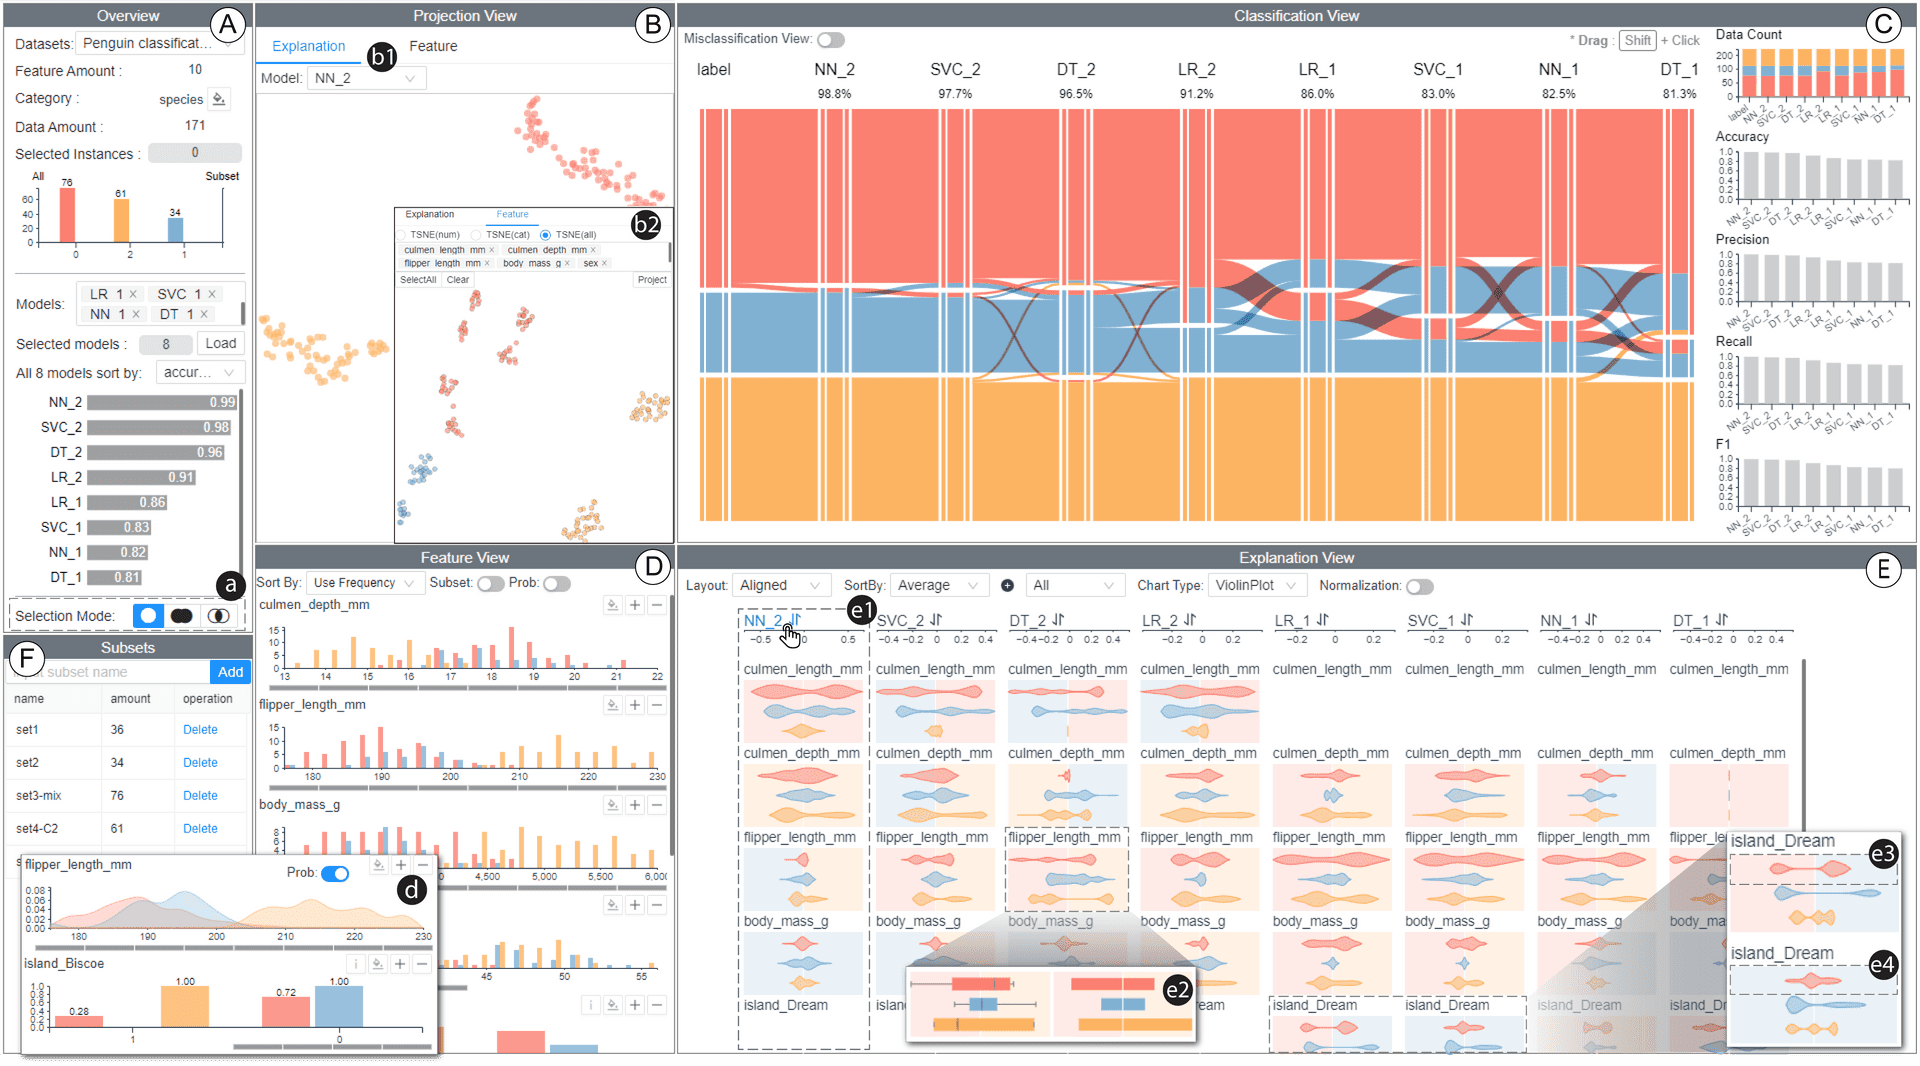 Overview
A
Datasets: Penguin classificat...
Feature Amount : 10
Category : species
Data Amount : 171
Selected Instances : 0
All Subset
76
61
34
60
40
20
0
0 2 1
Models: LR_1 × SVC_1 ×
NN_1 × DT_1 ×
Selected models : 8 Load
All 8 models sort by: accur...
NN_2 0.99
SVC_2 0.98
DT_2 0.96
LR_2 0.91
LR_1 0.86
SVC_1 0.83
NN_1 0.82
DT_1 0.81
a
Selection Mode:
Subsets
F
subset name Add
name amount operation
set1 36 Delete
set2 34 Delete
set3-mix 76 Delete
set4-C2 61 Delete
flipper_length_mm
Prob:
d
0.08
0.06
0.04
0.02
0.00
180 190 200 210 220 230
island_Biscoe
1.0
0.8
0.6
0.4
0.2
0.0
0.28 1.00 0.72 1.00
1 0
Projection View
B
Explanation Feature
b1
Model: NN_2
Explanation Feature
b2
TSNE(num) TSNE(cat) TSNE(all)
culmen_length_mm × culmen_depth_mm ×
flipper_length_mm × body_mass_g × sex ×
SelectAll Clear Project
Feature View
D
Sort By: Use Frequency Subset: Prob:
culmen_depth_mm
15
10
5
0
13 14 15 16 17 18 19 20 21 22
flipper_length_mm
15
10
5
0
180 190 200 210 220 230
body_mass_g
8
6
4
4,500 5,000 5,500 6,00
45 50 55
Classification View
C
Misclassification View:
* Drag : Shift + Click
label NN_2 SVC_2 DT_2 LR_2 LR_1 SVC_1 NN_1 DT_1
98.8% 97.7% 96.5% 91.2% 86.0% 83.0% 82.5% 81.3%
Data Count
200
100
50
0
label NN_2 SVC_2 DT_2 LR_2 LR_1 SVC_1 NN_1 DT_1
Accuracy
1.0
0.8
0.6
0.4
0.2
0.0
NN_2 SVC_2 DT_2 LR_2 LR_1 SVC_1 NN_1 DT_1
Precision
1.0
0.8
0.6
0.4
0.2
0.0
NN_2 SVC_2 DT_2 LR_2 LR_1 SVC_1 NN_1 DT_1
Recall
1.0
0.8
0.6
0.4
0.2
0.0
NN_2 SVC_2 DT_2 LR_2 LR_1 SVC_1 NN_1 DT_1
F1
1.0
0.8
0.6
0.4
0.2
0.0
NN_2 SVC_2 DT_2 LR_2 LR_1 SVC_1 NN_1 DT_1
Explanation View
E
Layout: Aligned SortBy: Average All Chart Type: ViolinPlot Normalization:
e1
NN_2 SVC_2 DT_2 LR_2 LR_1 SVC_1 NN_1 DT_1
−0.5 0.0 0.5 −0.4 −0.2 0 0.2 0.4 −0.4−0.2 0 0.2 0.4 −0.2 0 0.2 −0.2 0 0.2 −0.2 0 0.2 −0.4−0.2 0 0.2 0.4 −0.4−0.2 0 0.2 0.4
culmen_length_mm culmen_length_mm culmen_length_mm culmen_length_mm culmen_length_mm culmen_length_mm culmen_length_mm culmen_length_mm
culmen_depth_mm culmen_depth_mm culmen_depth_mm culmen_depth_mm culmen_depth_mm culmen_depth_mm culmen_depth_mm culmen_depth_mm
flipper_length_mm flipper_length_mm flipper_length_mm flipper_length_mm flipper_length_mm flipper_length_mm flipper_length_mm flipper_le
body_mass_g body_mass_g body_mass_g body_mass_g body_mass_g body_mass_g body_mass_g body_ma
island_Dream islan eam island_Dream island_Dream island_Dream island_D
e2
island_Dream
e3
island_Dream
e4